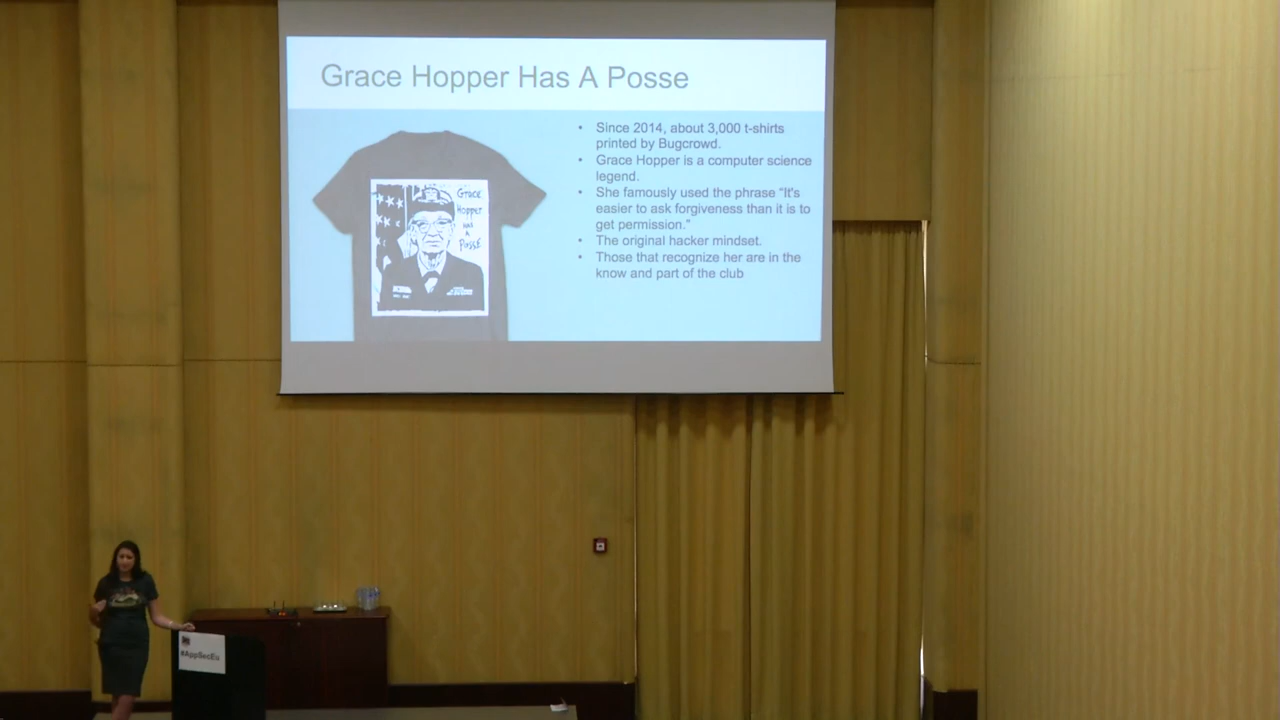 Grace Hopper Has A Posse
GRACE
Hopper
HAS
A
POSSE
• Since 2014, about 3,000 t-shirts
printed by Bugcrowd.
• Grace Hopper is a computer science
legend.
• She famously used the phrase “It's
easier to ask forgiveness than it is to
get permission.”
• The original hacker mindset.
• Those that recognize her are in the
know and part of the club
#AppSecEu